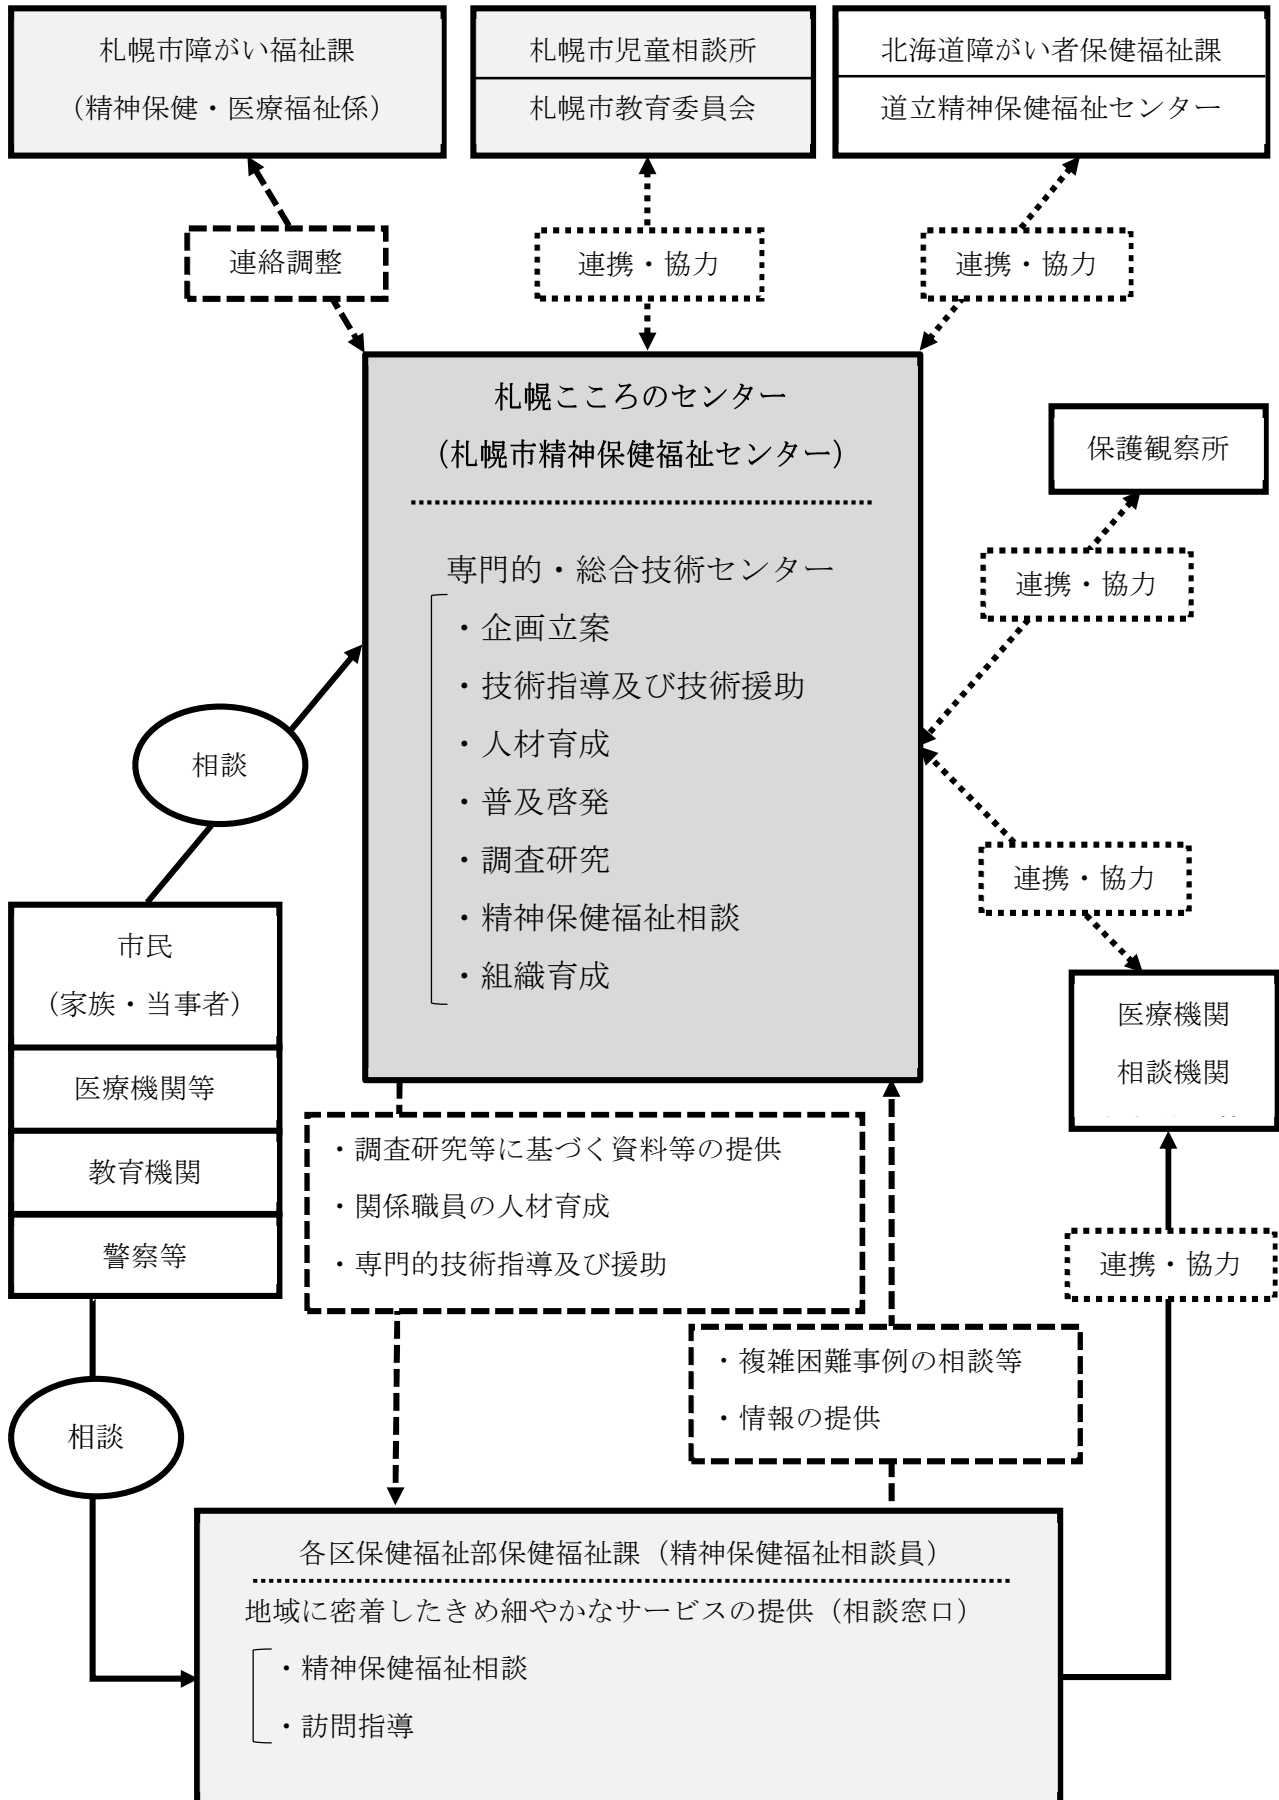 札幌市障がい福祉課
（精神保健・医療福祉係）
札幌市児童相談所
札幌市教育委員会
北海道障がい者保健福祉課
道立精神保健福祉センター
連絡調整
連携・協力
連携・協力
札幌こころのセンター
（札幌市精神保健福祉センター）
専門的・総合技術センター
・企画立案
・技術指導及び技術援助
・人材育成
・普及啓発
・調査研究
・精神保健福祉相談
・組織育成
保護観察所
連携・協力
相談
連携・協力
市民
（家族・当事者）
医療機関等
教育機関
警察等
医療機関
相談機関
・調査研究等に基づく資料等の提供
・関係職員の人材育成
・専門的技術指導及び援助
連携・協力
・複雑困難事例の相談等
・情報の提供
相談
各区保健福祉部保健福祉課（精神保健福祉相談員）
地域に密着したきめ細やかなサービスの提供（相談窓口）
・精神保健福祉相談
・訪問指導